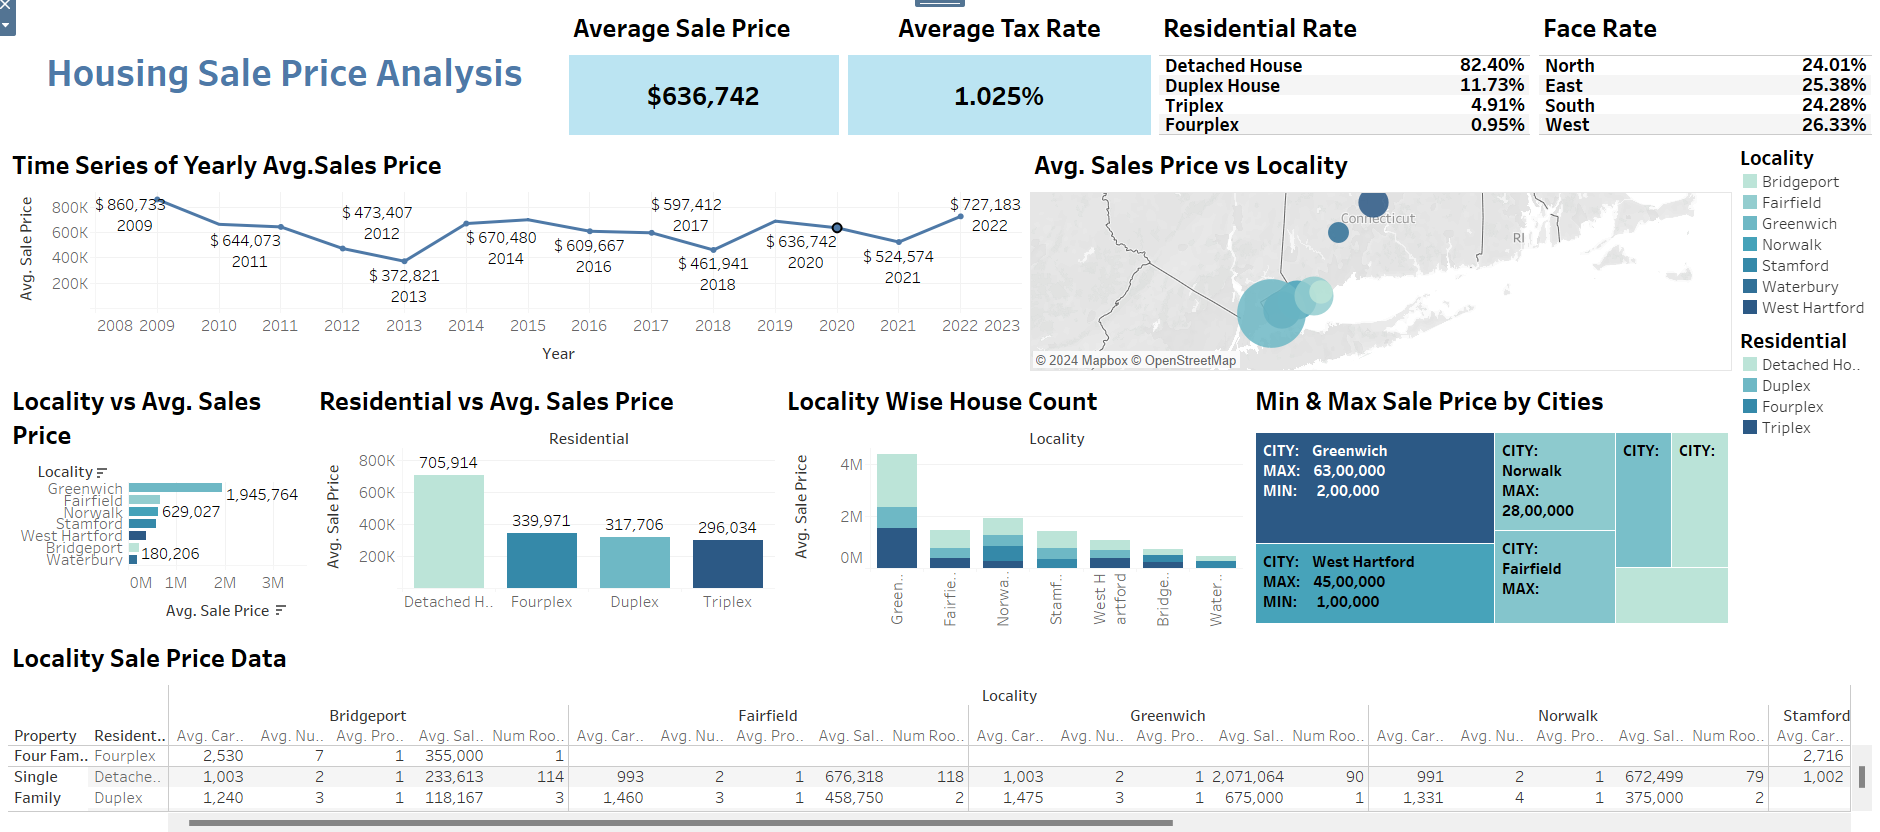 Housing Sale Price Analysis
Average Sale Price
$636,742
Average Tax Rate
1.025%
Residential Rate
Detached House 82.40%
Duplex House 11.73%
Triplex 4.91%
Fourplex 0.95%
Face Rate
North 24.01%
East 25.38%
South 24.28%
West 26.33%
Time Series of Yearly Avg.Sales Price
Avg. Sale Price
800K
600K
400K
200K
$ 860,733
2009
$ 644,073
2011
$ 473,407
2012
$ 372,821
2013
$ 670,480
2014
$ 609,667
2016
$ 597,412
2017
$ 461,941
2018
$ 636,742
2020
$ 524,574
2021
$ 727,183
2022
2008 2009 2010 2011 2012 2013 2014 2015 2016 2017 2018 2019 2020 2021 2022 2023
Year
Avg. Sales Price vs Locality
Connecticut
RI
© 2024 Mapbox © OpenStreetMap
Locality
Bridgeport
Fairfield
Greenwich
Norwalk
Stamford
Waterbury
West Hartford
Residential
Detached Ho..
Duplex
Fourplex
Triplex
Locality vs Avg. Sales
Price
Locality
Greenwich 1,945,764
Fairfield
Norwalk 629,027
Stamford
West Hartford
Bridgeport 180,206
Waterbury
0M 1M 2M 3M
Avg. Sale Price
Residential vs Avg. Sales Price
Residential
Avg. Sale Price
800K
600K
400K
200K
705,914
339,971
317,706
296,034
Detached H.. Fourplex Duplex Triplex
Locality Wise House Count
Locality
Avg. Sale Price
4M
2M
0M
Green..
Fairfie..
Norwa..
Stamf..
West H
artford
Bridge..
Water..
Min & Max Sale Price by Cities
CITY: Greenwich
MAX: 63,00,000
MIN: 2,00,000
CITY: West Hartford
MAX: 45,00,000
MIN: 1,00,000
CITY:
Norwalk
MAX:
28,00,000
CITY:
Fairfield
MAX:
CITY:
CITY:
Locality Sale Price Data
Locality
Bridgeport Fairfield Greenwich Norwalk Stamford
Property Resident.. Avg. Car.. Avg. Nu.. Avg. Pro.. Avg. Sal.. Num Roo.. Avg. Car.. Avg. Nu.. Avg. Pro.. Avg. Sal.. Num Roo.. Avg. Car.. Avg. Nu.. Avg. Pro.. Avg. Sal.. Num Roo.. Avg. Car.. Avg. Nu.. Avg. Pro.. Avg. Sal.. Num Roo.. Avg. Car..
Four Fam.. Fourplex 2,530 7 1 355,000 1 2,716
Single Detache.. 1,003 2 1 233,613 114 993 2 1 676,318 118 1,003 2 1 2,071,064 90 991 2 1 672,499 79 1,002
Family Duplex 1,240 3 1 118,167 3 1,460 3 1 458,750 2 1,475 3 1 675,000 1 1,331 4 1 375,000 2